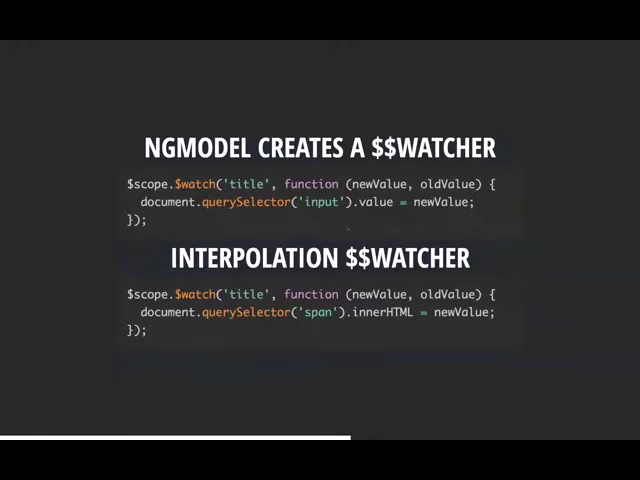 NGMODEL CREATES A $$WATCHER
$scope.$watch('title', function (newValue, oldValue) {
  document.querySelector('input').value = newValue;
});
INTERPOLATION $$WATCHER
$scope.$watch('title', function (newValue, oldValue) {
  document.querySelector('span').innerHTML = newValue;
});